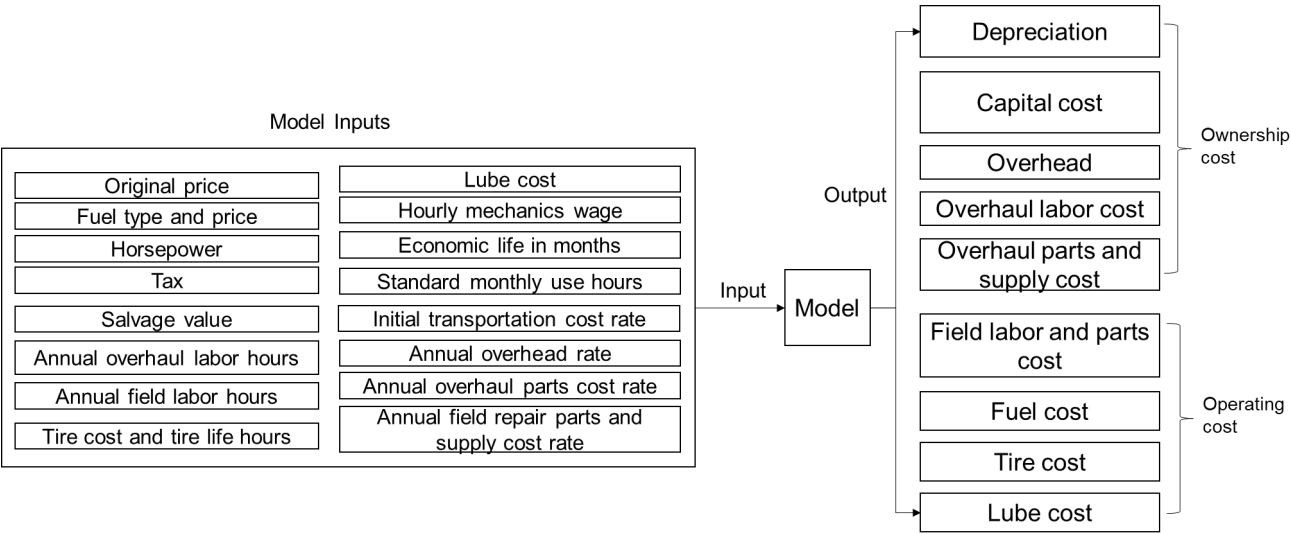 Model Inputs
Original price
Fuel type and price
Horsepower
Tax
Salvage value
Annual overhaul labor hours
Annual field labor hours
Tire cost and tire life hours
Lube cost
Hourly mechanics wage
Economic life in months
Standard monthly use hours
Initial transportation cost rate
Annual overhead rate
Annual overhaul parts cost rate
Annual field repair parts and
supply cost rate
Input
Model
Output
Depreciation
Capital cost
Overhead
Overhaul labor cost
Overhaul parts and
supply cost
Ownership
cost
Field labor and parts
cost
Fuel cost
Tire cost
Lube cost
Operating
cost